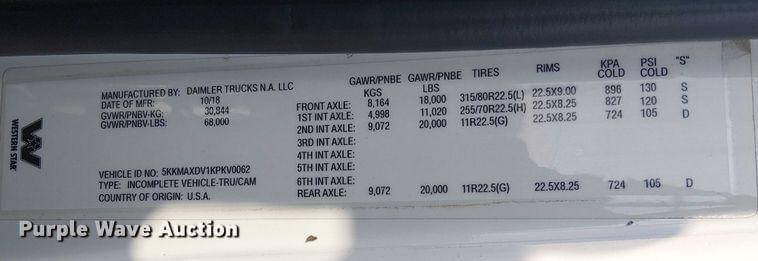 WESTERN STAR
MANUFACTURED BY: DAIMLER TRUCKS N.A. LLC
DATE OF MFR: 10/18
GVWR/PNBV-KG: 30,844
GVWR/PNBV-LBS: 68,000
VEHICLE ID NO: 5KKMAXDV1KPKV0062
TYPE: INCOMPLETE VEHICLE-TRU/CAM
COUNTRY OF ORIGIN: U.S.A.
GAWR/PNBE GAWR/PNBE TIRES RIMS KPA PSI "S"
KGS LBS COLD COLD
FRONT AXLE: 8,164 18,000 315/80R22.5(L) 22.5X9.00 896 130 S
1ST INT AXLE: 4,998 11,020 255/70R22.5(H) 22.5X8.25 827 120 S
2ND INT AXLE: 9,072 20,000 11R22.5(G) 22.5X8.25 724 105 D
3RD INT AXLE:
4TH INT AXLE:
5TH INT AXLE:
6TH INT AXLE:
REAR AXLE: 9,072 20,000 11R22.5(G) 22.5X8.25 724 105 D
Purple Wave Auction